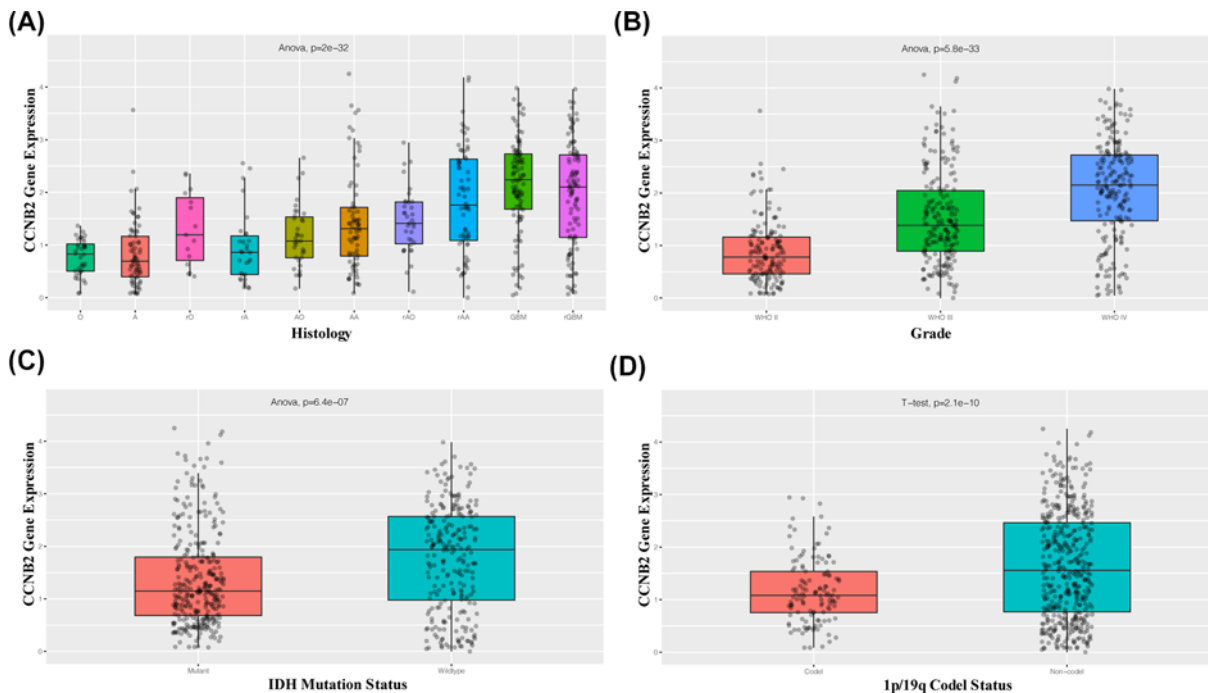 (A)
Anova, p=2e−32
CCNB2 Gene Expression
4
3
2
1
0
O A rO rA AO AA rAO rAA GBM rGBM
Histology
(B)
Anova, p=5.8e−33
CCNB2 Gene Expression
4
3
2
1
0
WHO II WHO III WHO IV
Grade
(C)
Anova, p=6.4e−07
CCNB2 Gene Expression
4
3
2
1
0
Mutant Wildtype
IDH Mutation Status
(D)
T−test, p=2.1e−10
CCNB2 Gene Expression
4
3
2
1
0
Codel Non−codel
1p/19q Codel Status